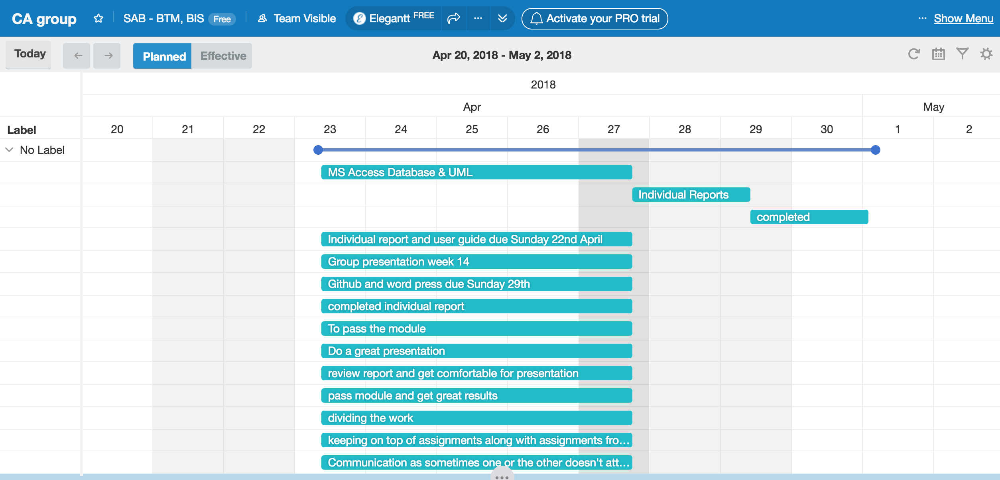 CA group SAB - BTM, BIS Free Team Visible Elegantt FREE Activate your PRO trial Show Menu
Today Planned Effective Apr 20, 2018 - May 2, 2018
2018
Apr May
Label 20 21 22 23 24 25 26 27 28 29 30 1 2
No Label
MS Access Database & UML
Individual Reports
completed
Individual report and user guide due Sunday 22nd April
Group presentation week 14
Github and word press due Sunday 29th
completed individual report
To pass the module
Do a great presentation
review report and get comfortable for presentation
pass module and get great results
dividing the work
keeping on top of assignments along with assignments fro...
Communication as sometimes one or the other doesn't att...